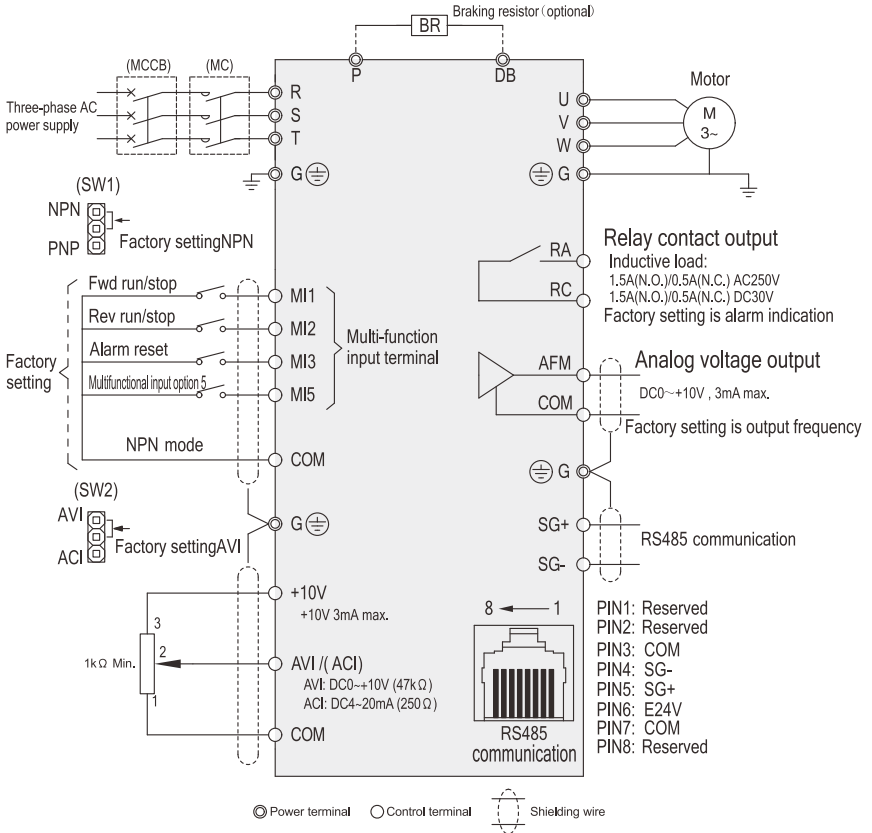 Braking resistor (optional)
BR
(MCCB)
(MC)
P
DB
Three-phase AC
power supply
R
S
T
G
U
V
W
G
Motor
M
3~
(SW1)
NPN
PNP
Factory settingNPN
Fwd run/stop
Rev run/stop
Alarm reset
Multifunctional input option 5
Factory
setting
NPN mode
MI1
MI2
MI3
MI5
COM
Multi-function
input terminal
RA
RC
Relay contact output
Inductive load:
1.5A(N.O.)/0.5A(N.C.) AC250V
1.5A(N.O.)/0.5A(N.C.) DC30V
Factory setting is alarm indication
AFM
COM
Analog voltage output
DC0~+10V , 3mA max.
Factory setting is output frequency
G
(SW2)
AVI
ACI
Factory settingAVI
G
SG+
SG-
RS485 communication
+10V
+10V 3mA max.
3
2
1
1kΩ Min.
AVI /( ACI)
AVI: DC0~+10V (47kΩ)
ACI: DC4~20mA (250Ω)
COM
8
1
RS485
communication
PIN1: Reserved
PIN2: Reserved
PIN3: COM
PIN4: SG-
PIN5: SG+
PIN6: E24V
PIN7: COM
PIN8: Reserved
Power terminal
Control terminal
Shielding wire